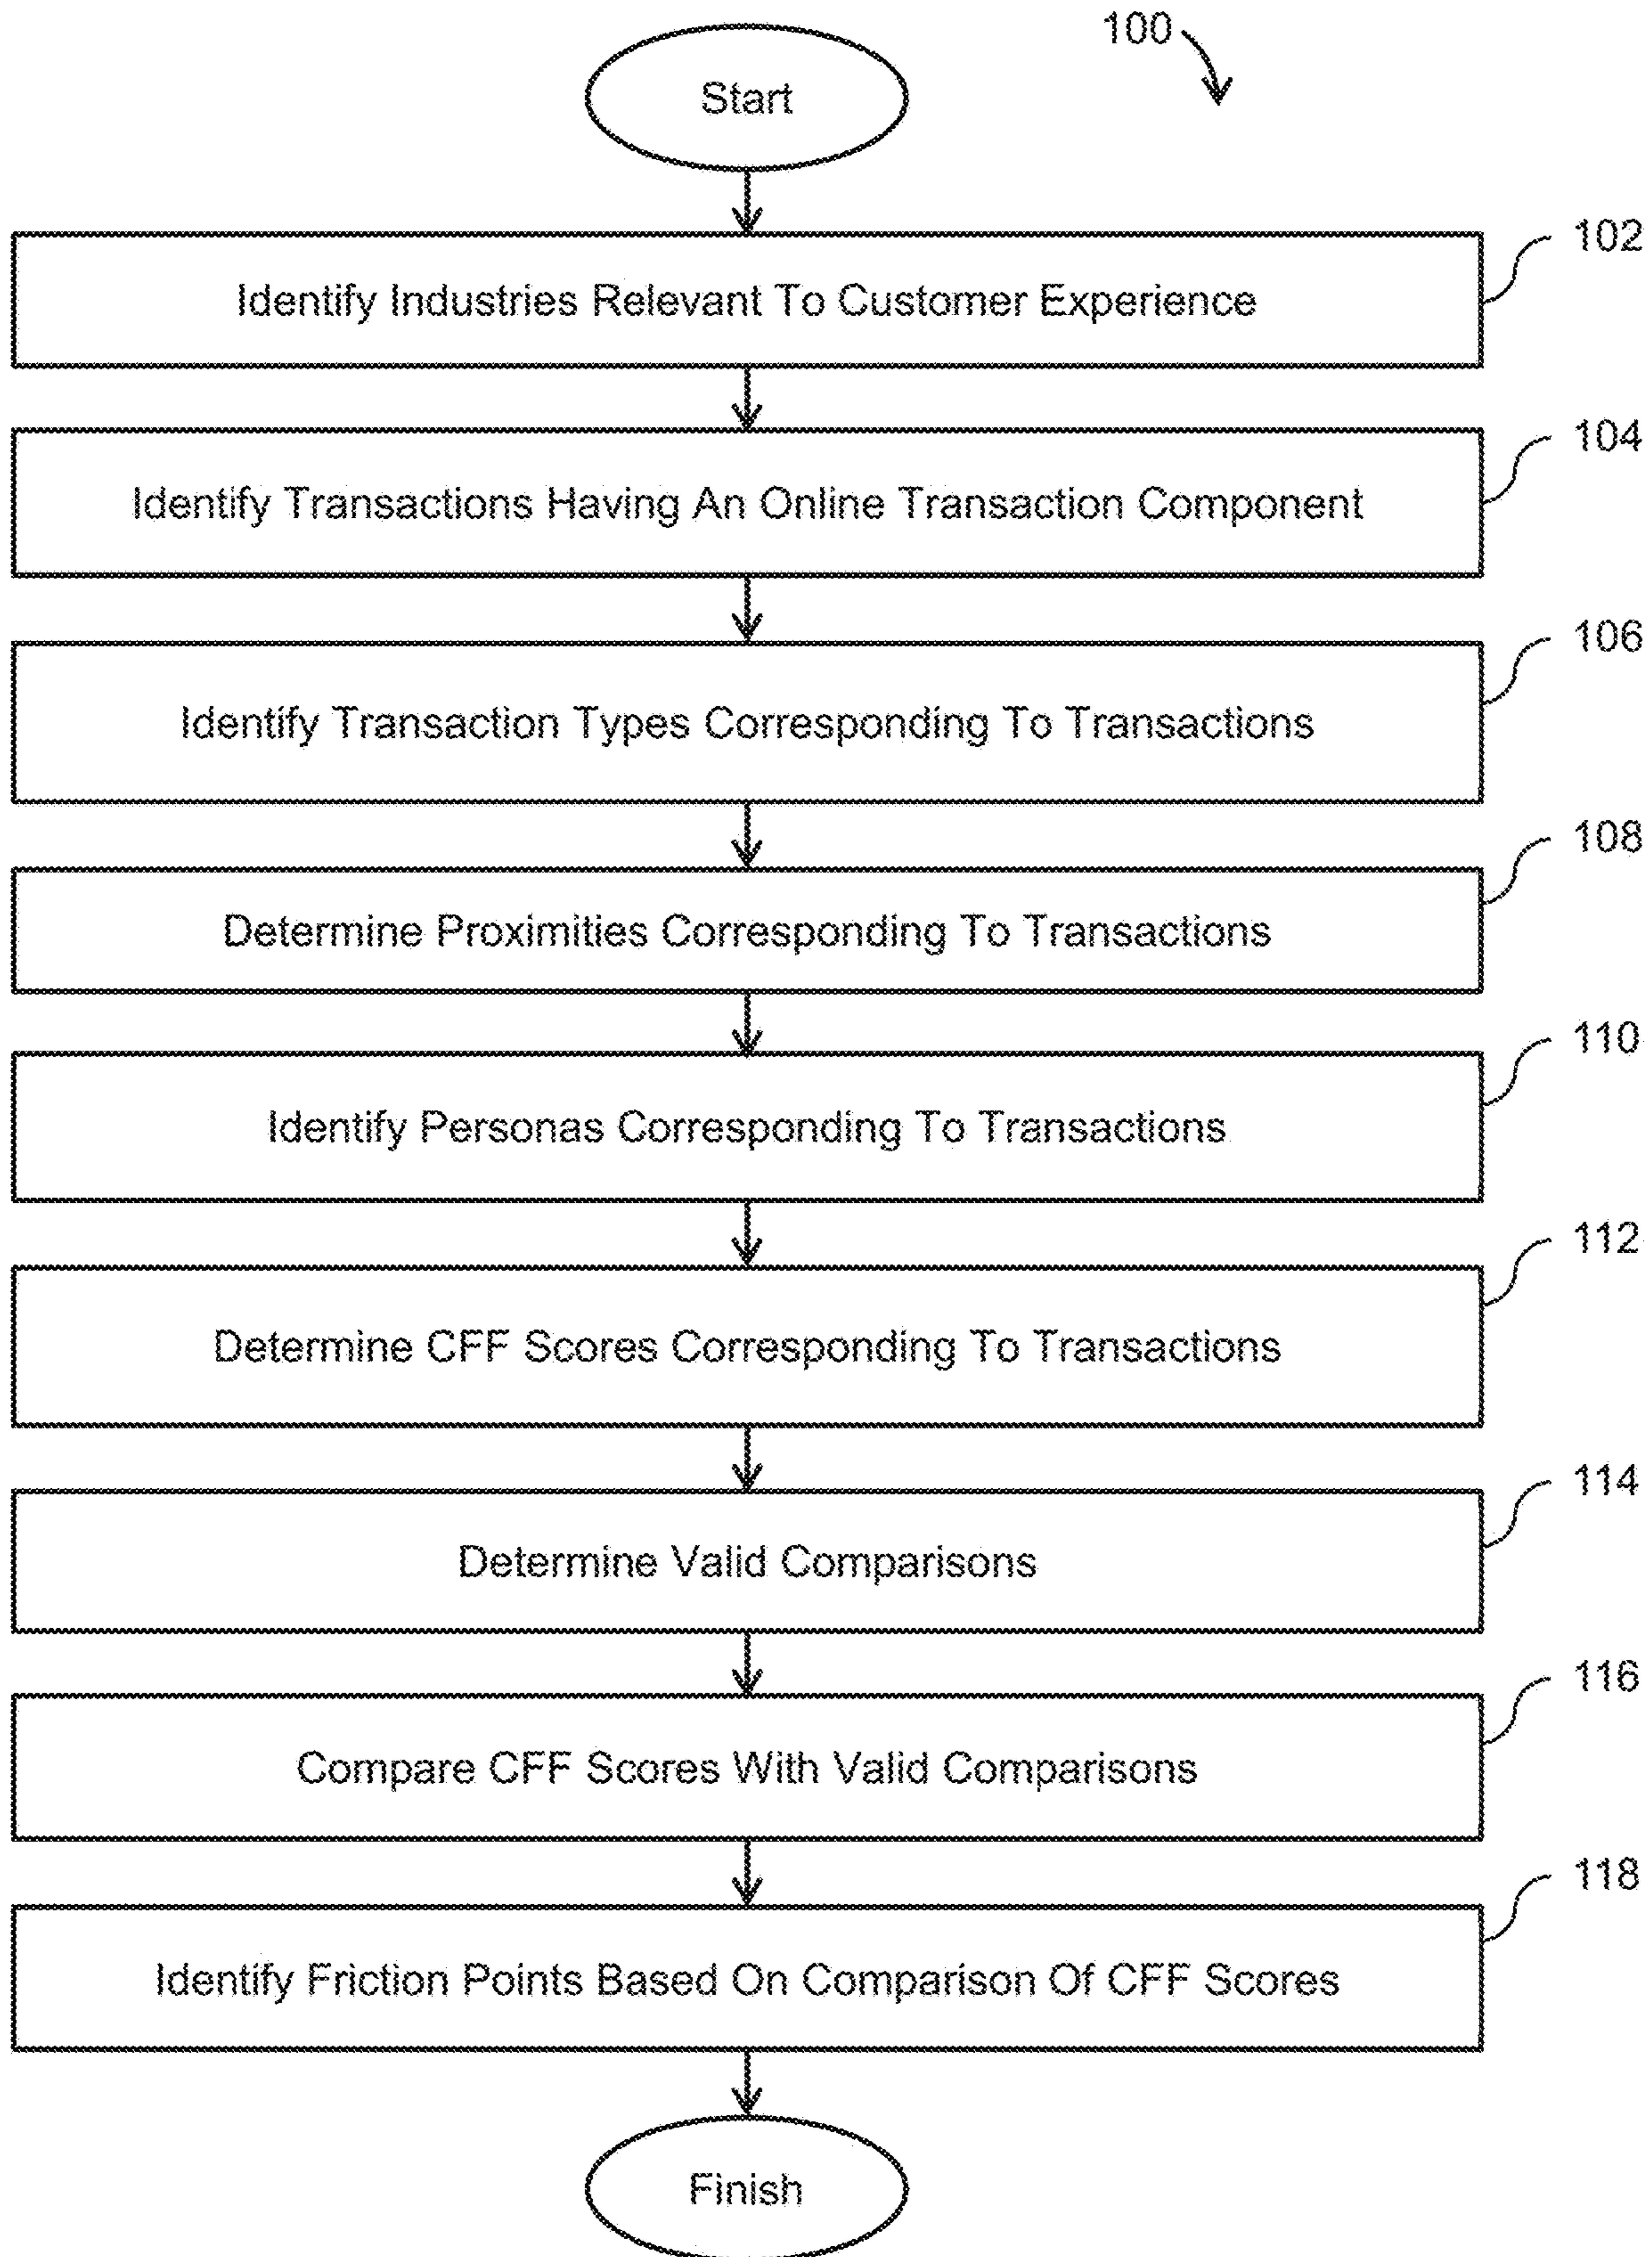 100
Start
102
Identify Industries Relevant To Customer Experience
104
Identify Transactions Having An Online Transaction Component
106
Identify Transaction Types Corresponding To Transactions
108
Determine Proximities Corresponding To Transactions
110
Identify Personas Corresponding To Transactions
112
Determine CFF Scores Corresponding To Transactions
114
Determine Valid Comparisons
116
Compare CFF Scores With Valid Comparisons
118
Identify Friction Points Based On Comparison Of CFF Scores
Finish